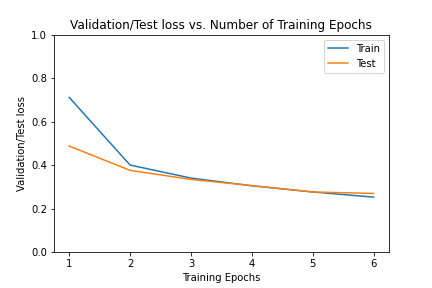 Validation/Test loss vs. Number of Training Epochs
Train
Test
Validation/Test loss
1.0
0.8
0.6
0.4
0.2
0.0
1 2 3 4 5 6
Training Epochs